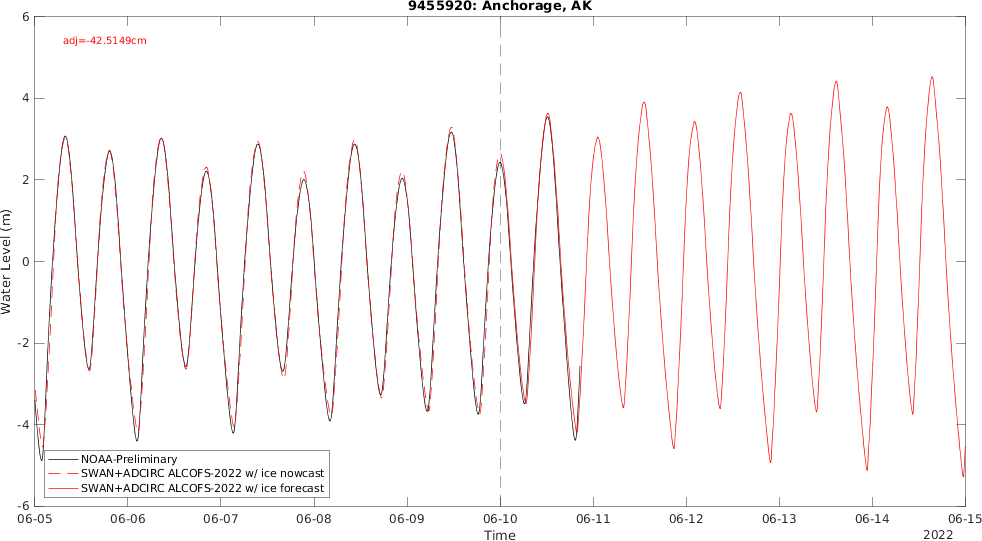 9455920: Anchorage, AK
adj=-42.5149cm
6
4
2
0
-2
-4
-6
Water Level (m)
NOAA-Preliminary
SWAN+ADCIRC ALCOFS-2022 w/ ice nowcast
SWAN+ADCIRC ALCOFS-2022 w/ ice forecast
06-05 06-06 06-07 06-08 06-09 06-10 06-11 06-12 06-13 06-14 06-15
Time
2022